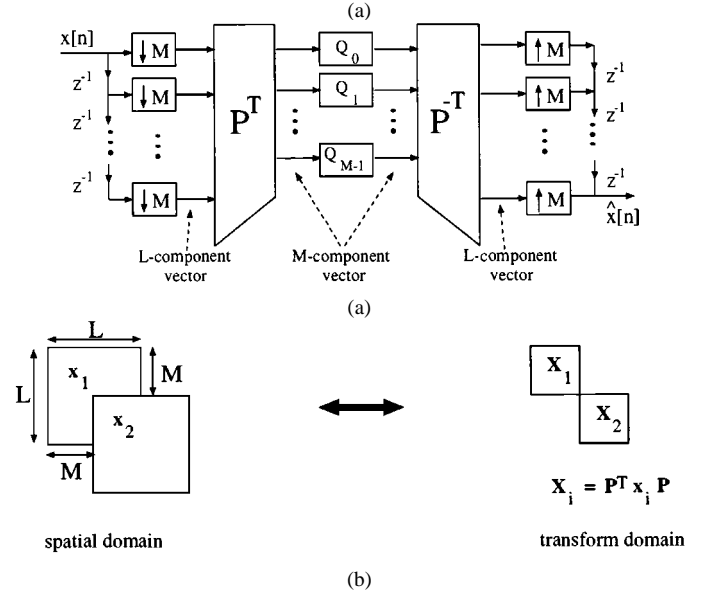 (a)
x[n]
↓ M
Q0
↑ M
z-1
z-1
↓ M
Q1
↑ M
z-1
z-1
PT
P-T
z-1
↓ M
QM-1
↑ M
z-1
x̂[n]
L-component
vector
M-component
vector
L-component
vector
(a)
L
x1
M
L
x2
M
X1
X2
Xi = PT xi P
spatial domain
transform domain
(b)